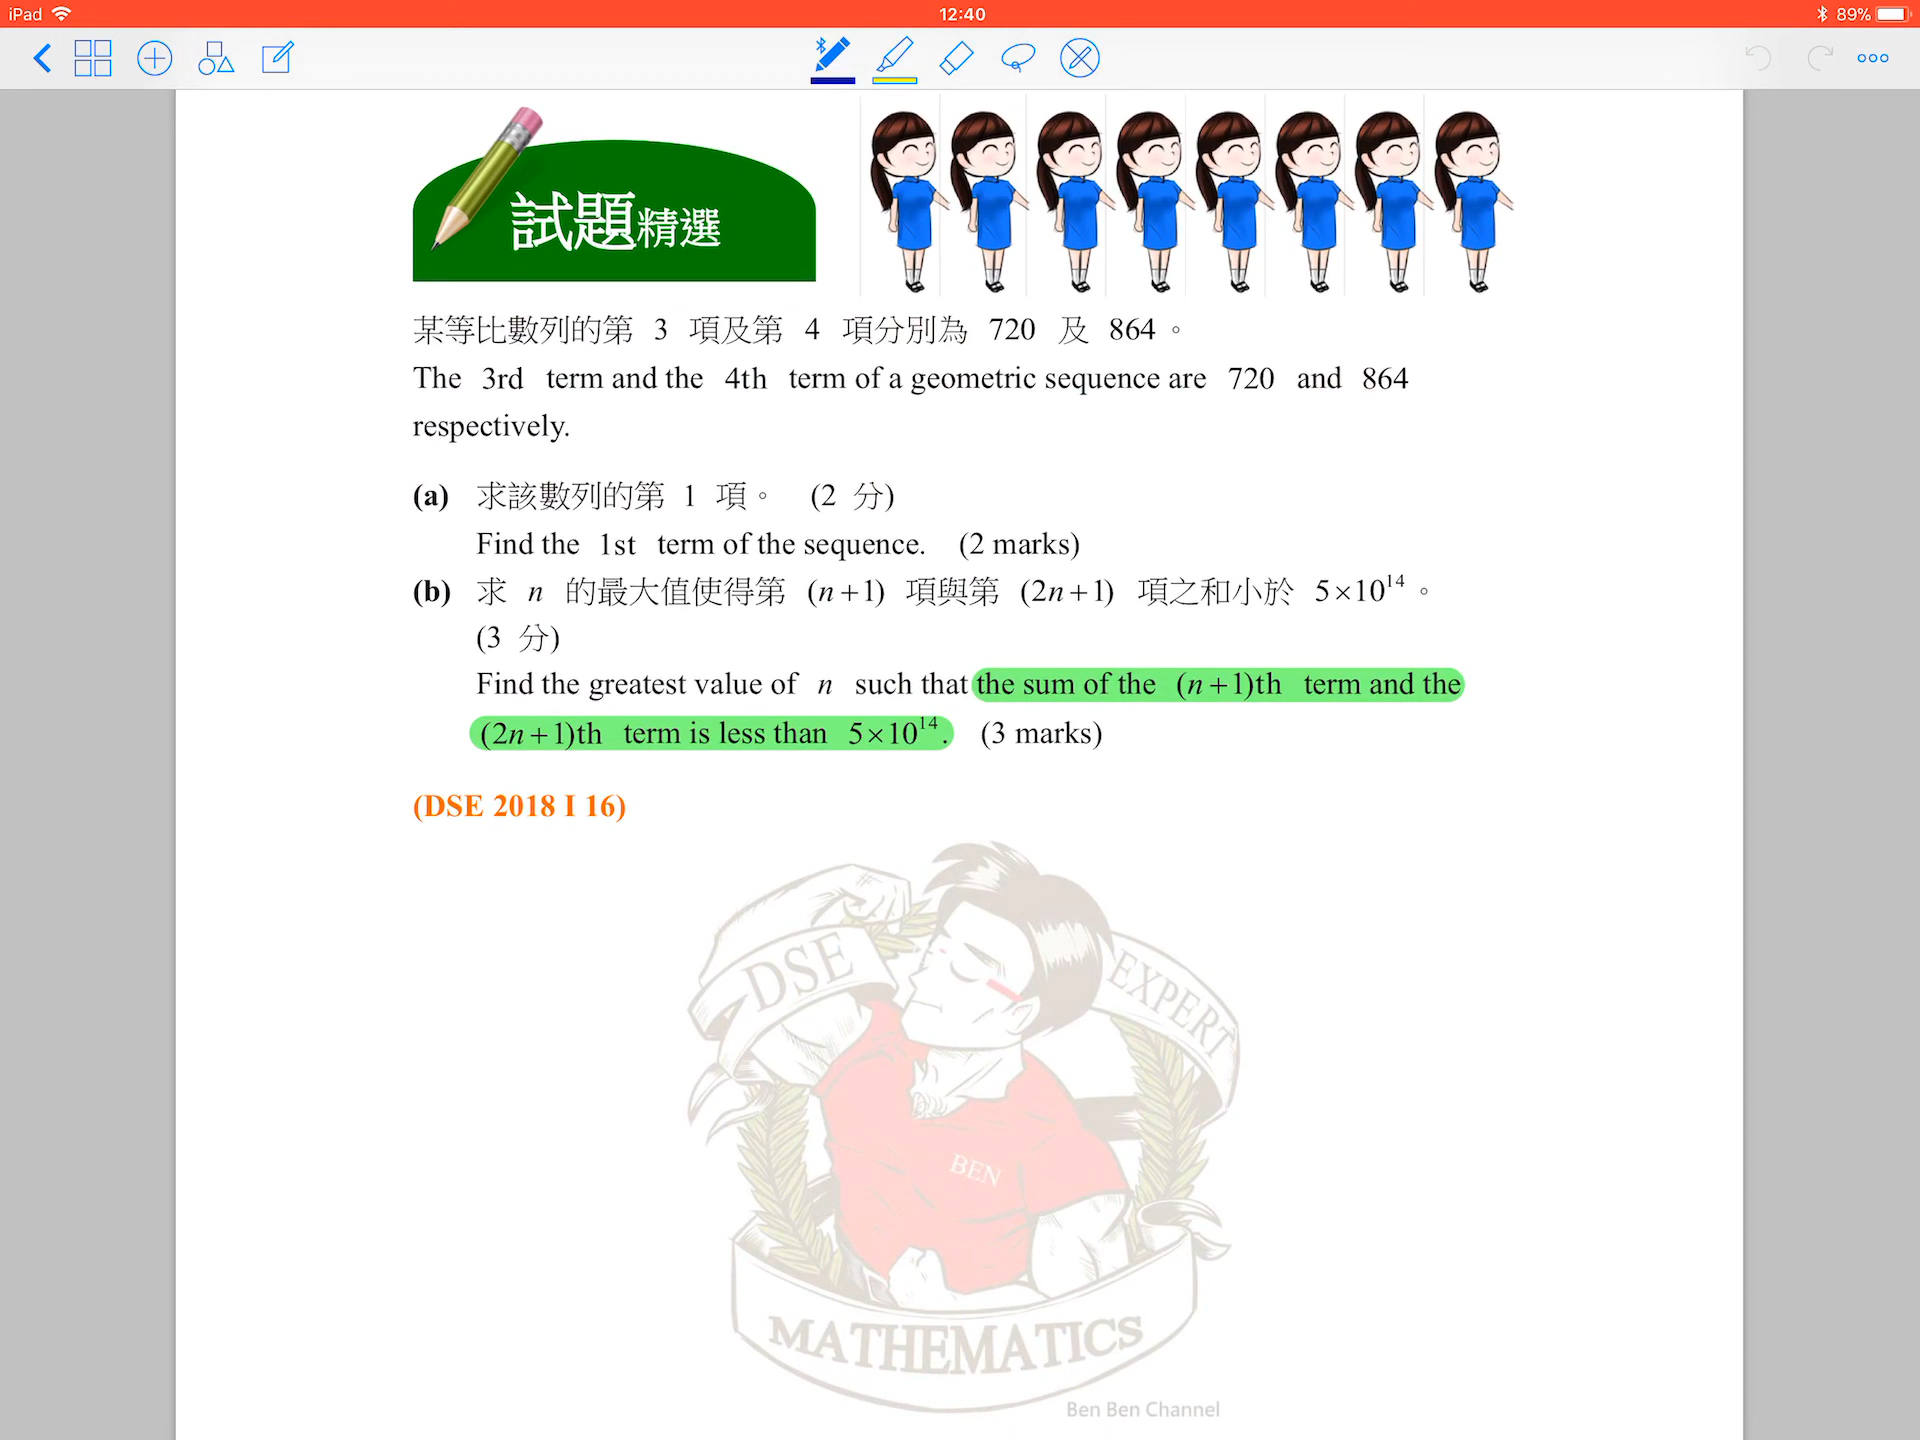 iPad 12:40 89%
試題精選
某等比數列的第 3 項及第 4 項分別為 720 及 864。
The 3rd term and the 4th term of a geometric sequence are 720 and 864
respectively.
(a) 求該數列的第 1 項。 (2 分)
Find the 1st term of the sequence. (2 marks)
(b) 求 n 的最大值使得第 (n+1) 項與第 (2n+1) 項之和小於 5×10¹⁴。
(3 分)
Find the greatest value of n such that the sum of the (n+1)th term and the
(2n+1)th term is less than 5×10¹⁴. (3 marks)
(DSE 2018 I 16)
DSE EXPERT
BEN
MATHEMATICS
Ben Ben Channel